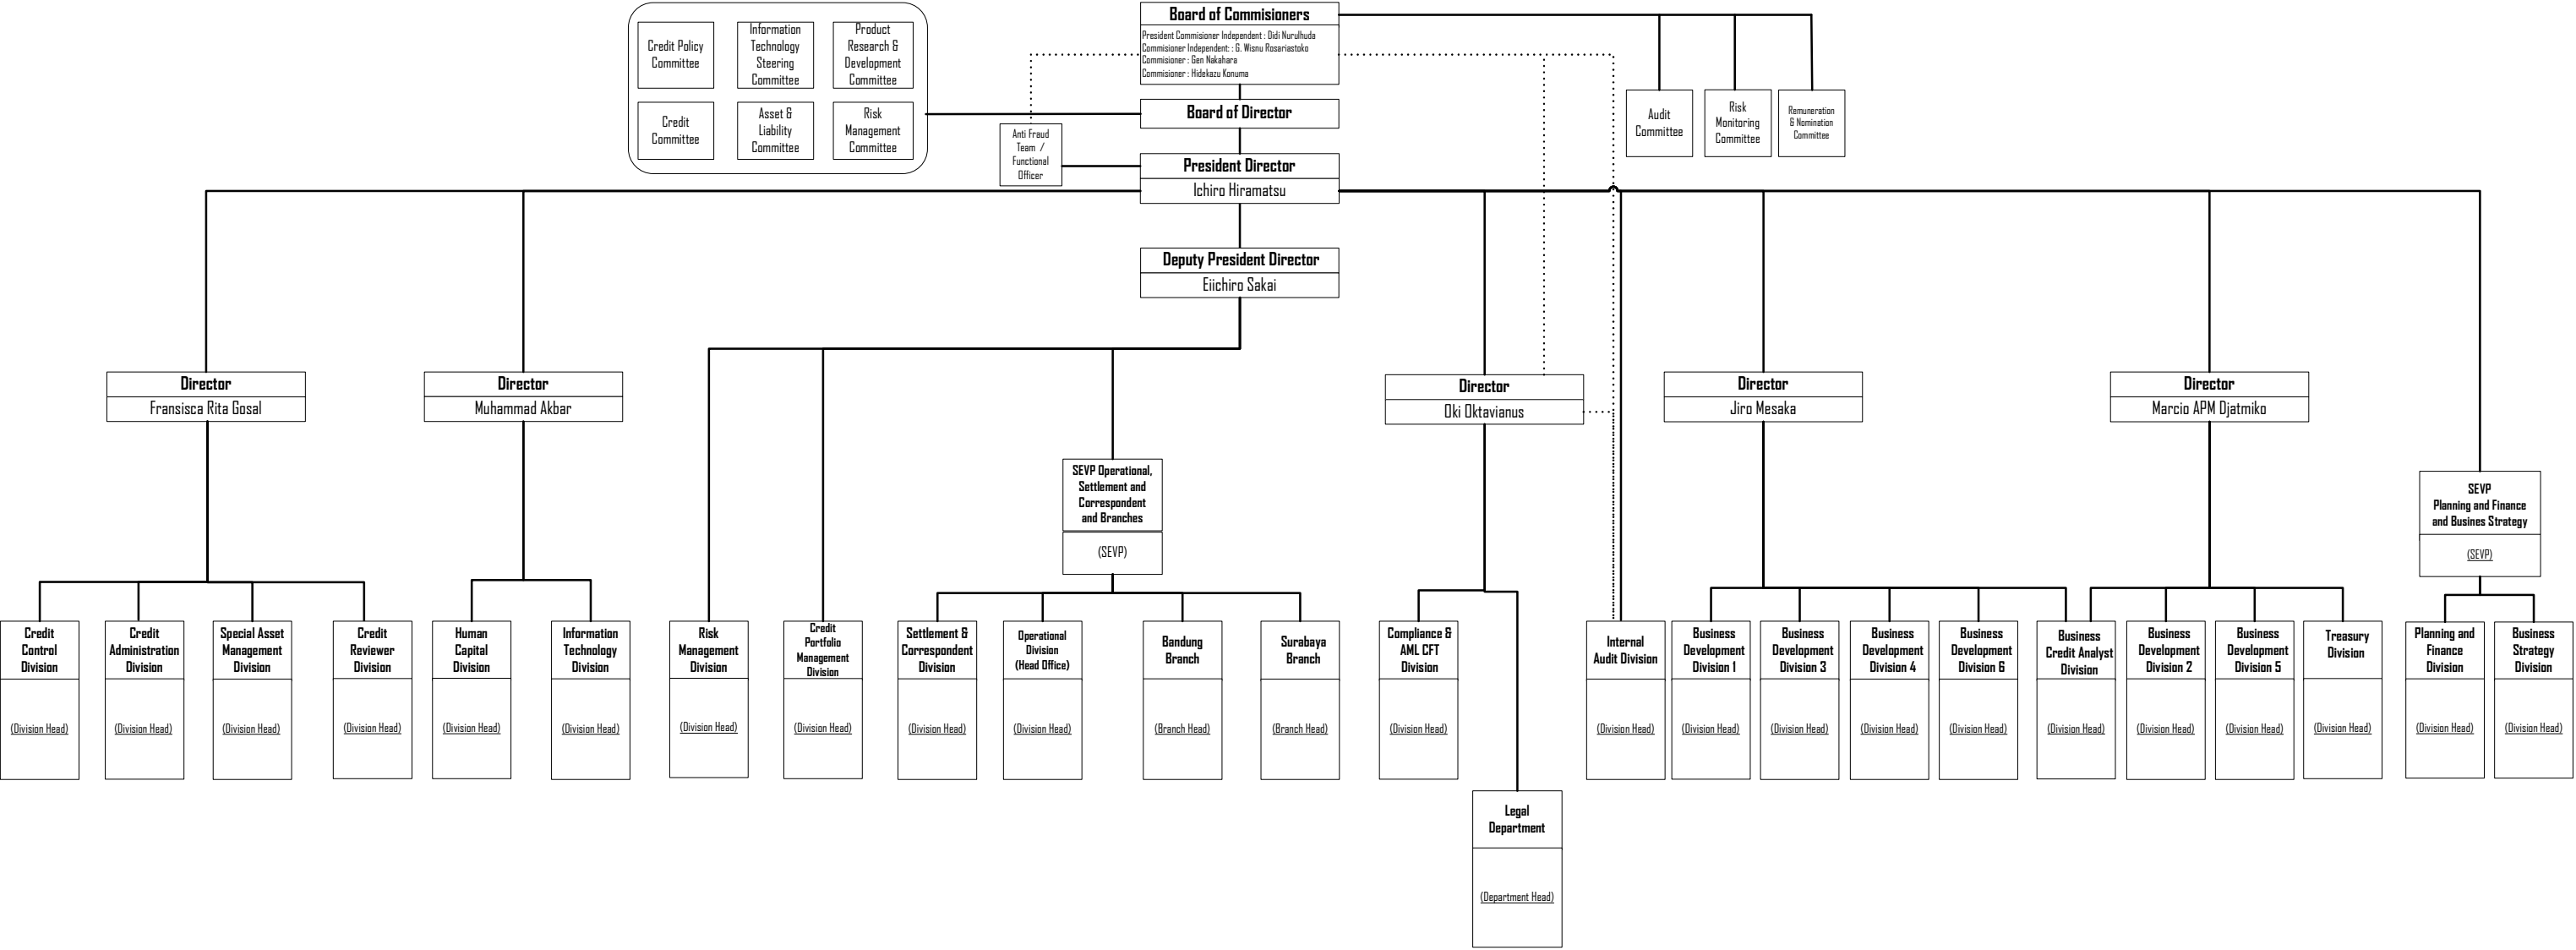 Board of Commisioners
President Commisioner Independent : Didi Nurulhuda
Commisioner Independent: : G. Wisnu Rosariastoko
Commisioner : Gen Nakahara
Commisioner : Hidekazu Konuma
Credit Policy
Committee
Information
Technology
Steering
Committee
Product
Research &
Development
Committee
Credit
Committee
Asset &
Liability
Committee
Risk
Management
Committee
Board of Director
Anti Fraud
Team /
Functional
Officer
Audit
Committee
Risk
Monitoring
Committee
Remuneration
& Nomination
Committee
President Director
Ichiro Hiramatsu
Deputy President Director
Eiichiro Sakai
Director
Fransisca Rita Gosal
Director
Muhammad Akbar
Director
Oki Oktavianus
Director
Jiro Mesaka
Director
Marcio APM Djatmiko
SEVP Operational,
Settlement and
Correspondent
and Branches
(SEVP)
SEVP
Planning and Finance
and Busines Strategy
(SEVP)
Credit
Control
Division
(Division Head)
Credit
Administration
Division
(Division Head)
Special Asset
Management
Division
(Division Head)
Credit
Reviewer
Division
(Division Head)
Human
Capital
Division
(Division Head)
Information
Technology
Division
(Division Head)
Risk
Management
Division
(Division Head)
Credit
Portfolio
Management
Division
(Division Head)
Settlement &
Correspondent
Division
(Division Head)
Operational
Division
(Head Office)
(Division Head)
Bandung
Branch
(Branch Head)
Surabaya
Branch
(Branch Head)
Compliance &
AML CFT
Division
(Division Head)
Internal
Audit Division
(Division Head)
Business
Development
Division 1
(Division Head)
Business
Development
Division 3
(Division Head)
Business
Development
Division 4
(Division Head)
Business
Development
Division 6
(Division Head)
Business
Credit Analyst
Division
(Division Head)
Business
Development
Division 2
(Division Head)
Business
Development
Division 5
(Division Head)
Treasury
Division
(Division Head)
Planning and
Finance
Division
(Division Head)
Business
Strategy
Division
(Division Head)
Legal
Department
(Department Head)